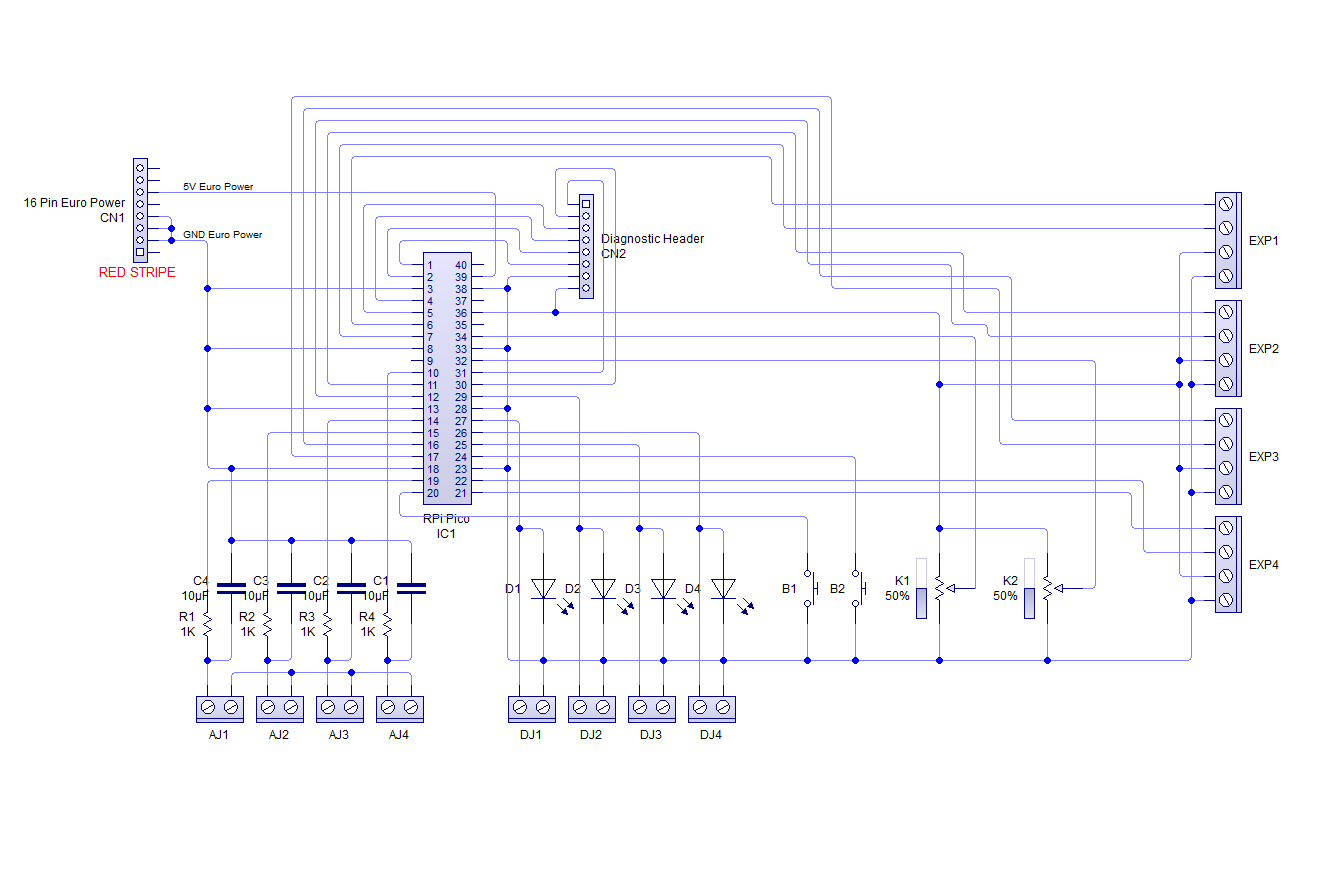 5V Euro Power
16 Pin Euro Power
CN1
GND Euro Power
RED STRIPE
Diagnostic Header
CN2
EXP1
1 40
2 39
3 38
4 37
5 36
6 35
7 34
8 33
9 32
10 31
11 30
12 29
13 28
14 27
15 26
16 25
17 24
18 23
19 22
20 21
RPi Pico
IC1
EXP2
EXP3
EXP4
C4
10µF
C3
10µF
C2
10µF
C1
10µF
R1
1K
R2
1K
R3
1K
R4
1K
D1
D2
D3
D4
B1
B2
K1
50%
K2
50%
AJ1
AJ2
AJ3
AJ4
DJ1
DJ2
DJ3
DJ4